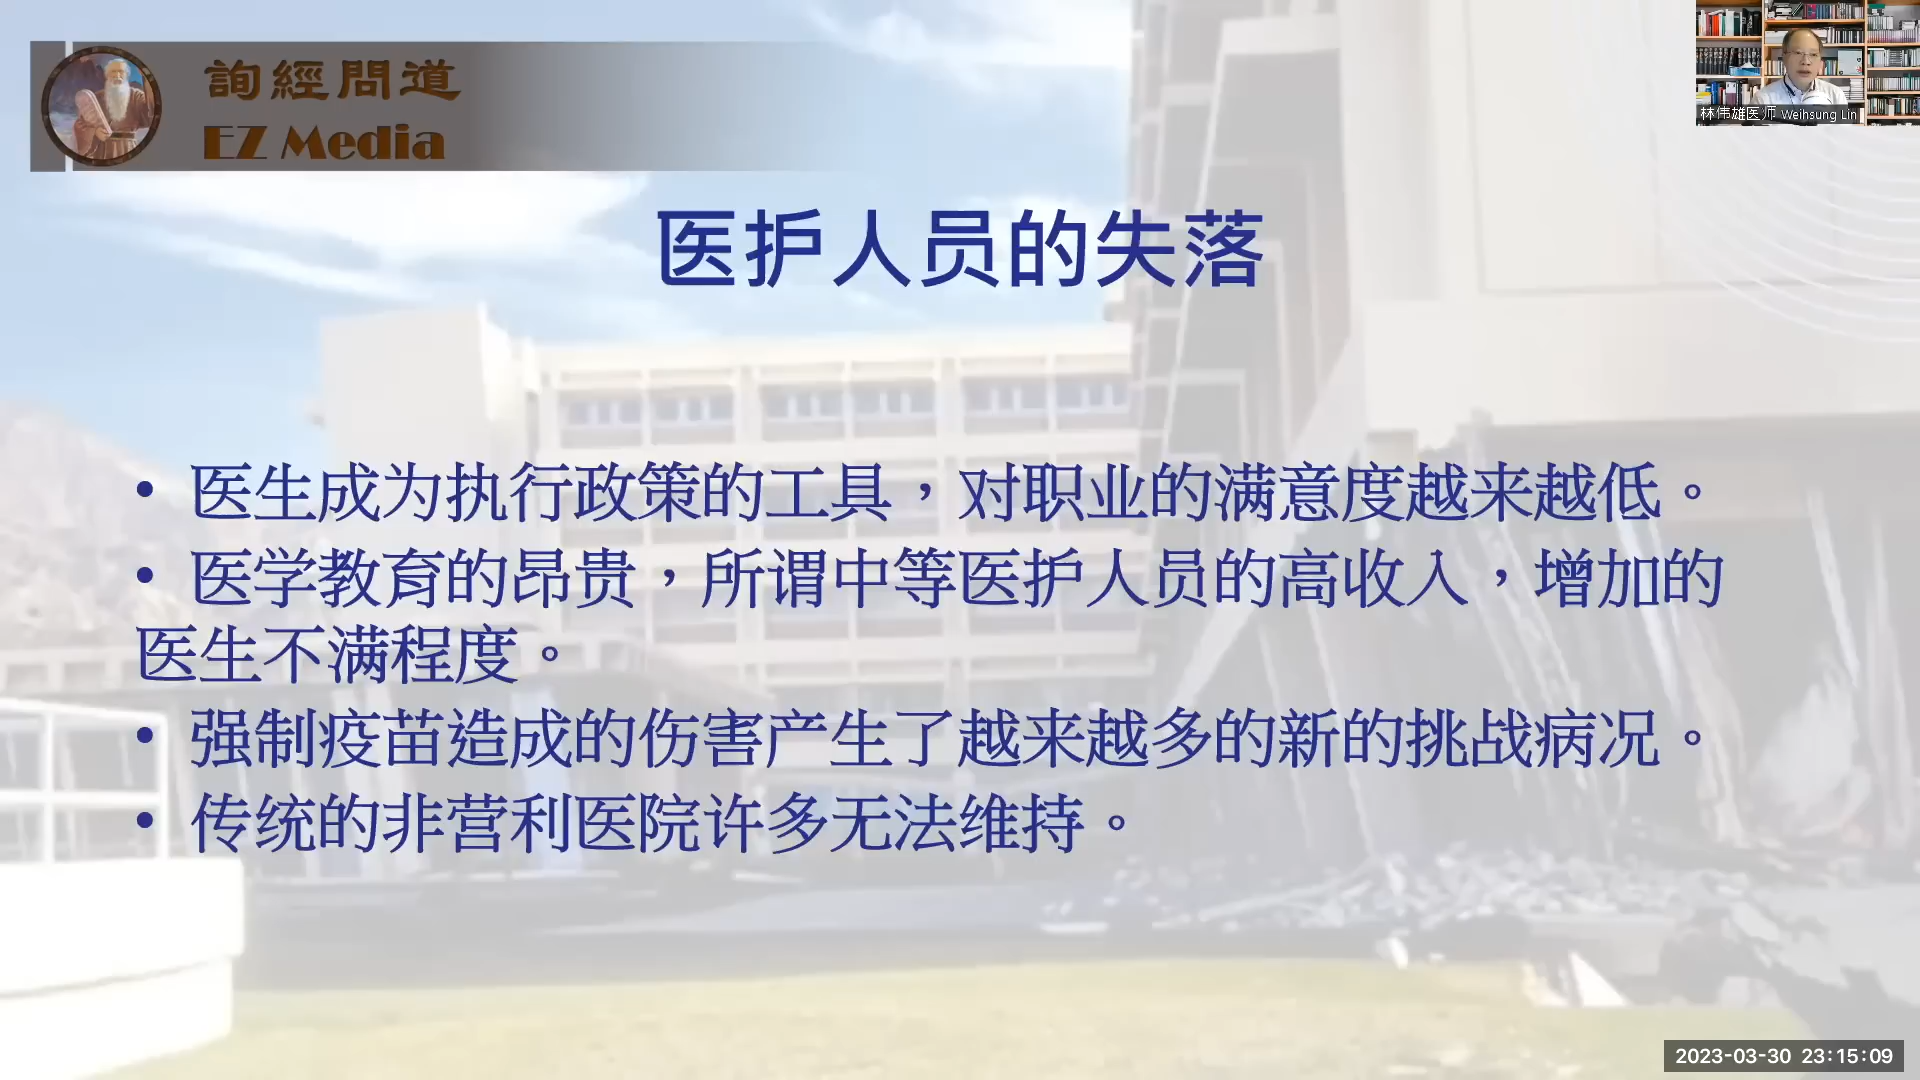 詢經問道
EZ Media
林伟雄医师 Weihsung Lin
医护人员的失落
• 医生成为执行政策的工具，对职业的满意度越来越低。
• 医学教育的昂贵，所谓中等医护人员的高收入，增加的
医生不满程度。
• 强制疫苗造成的伤害产生了越来越多的新的挑战病况。
• 传统的非营利医院许多无法维持。
2023-03-30 23:15:09